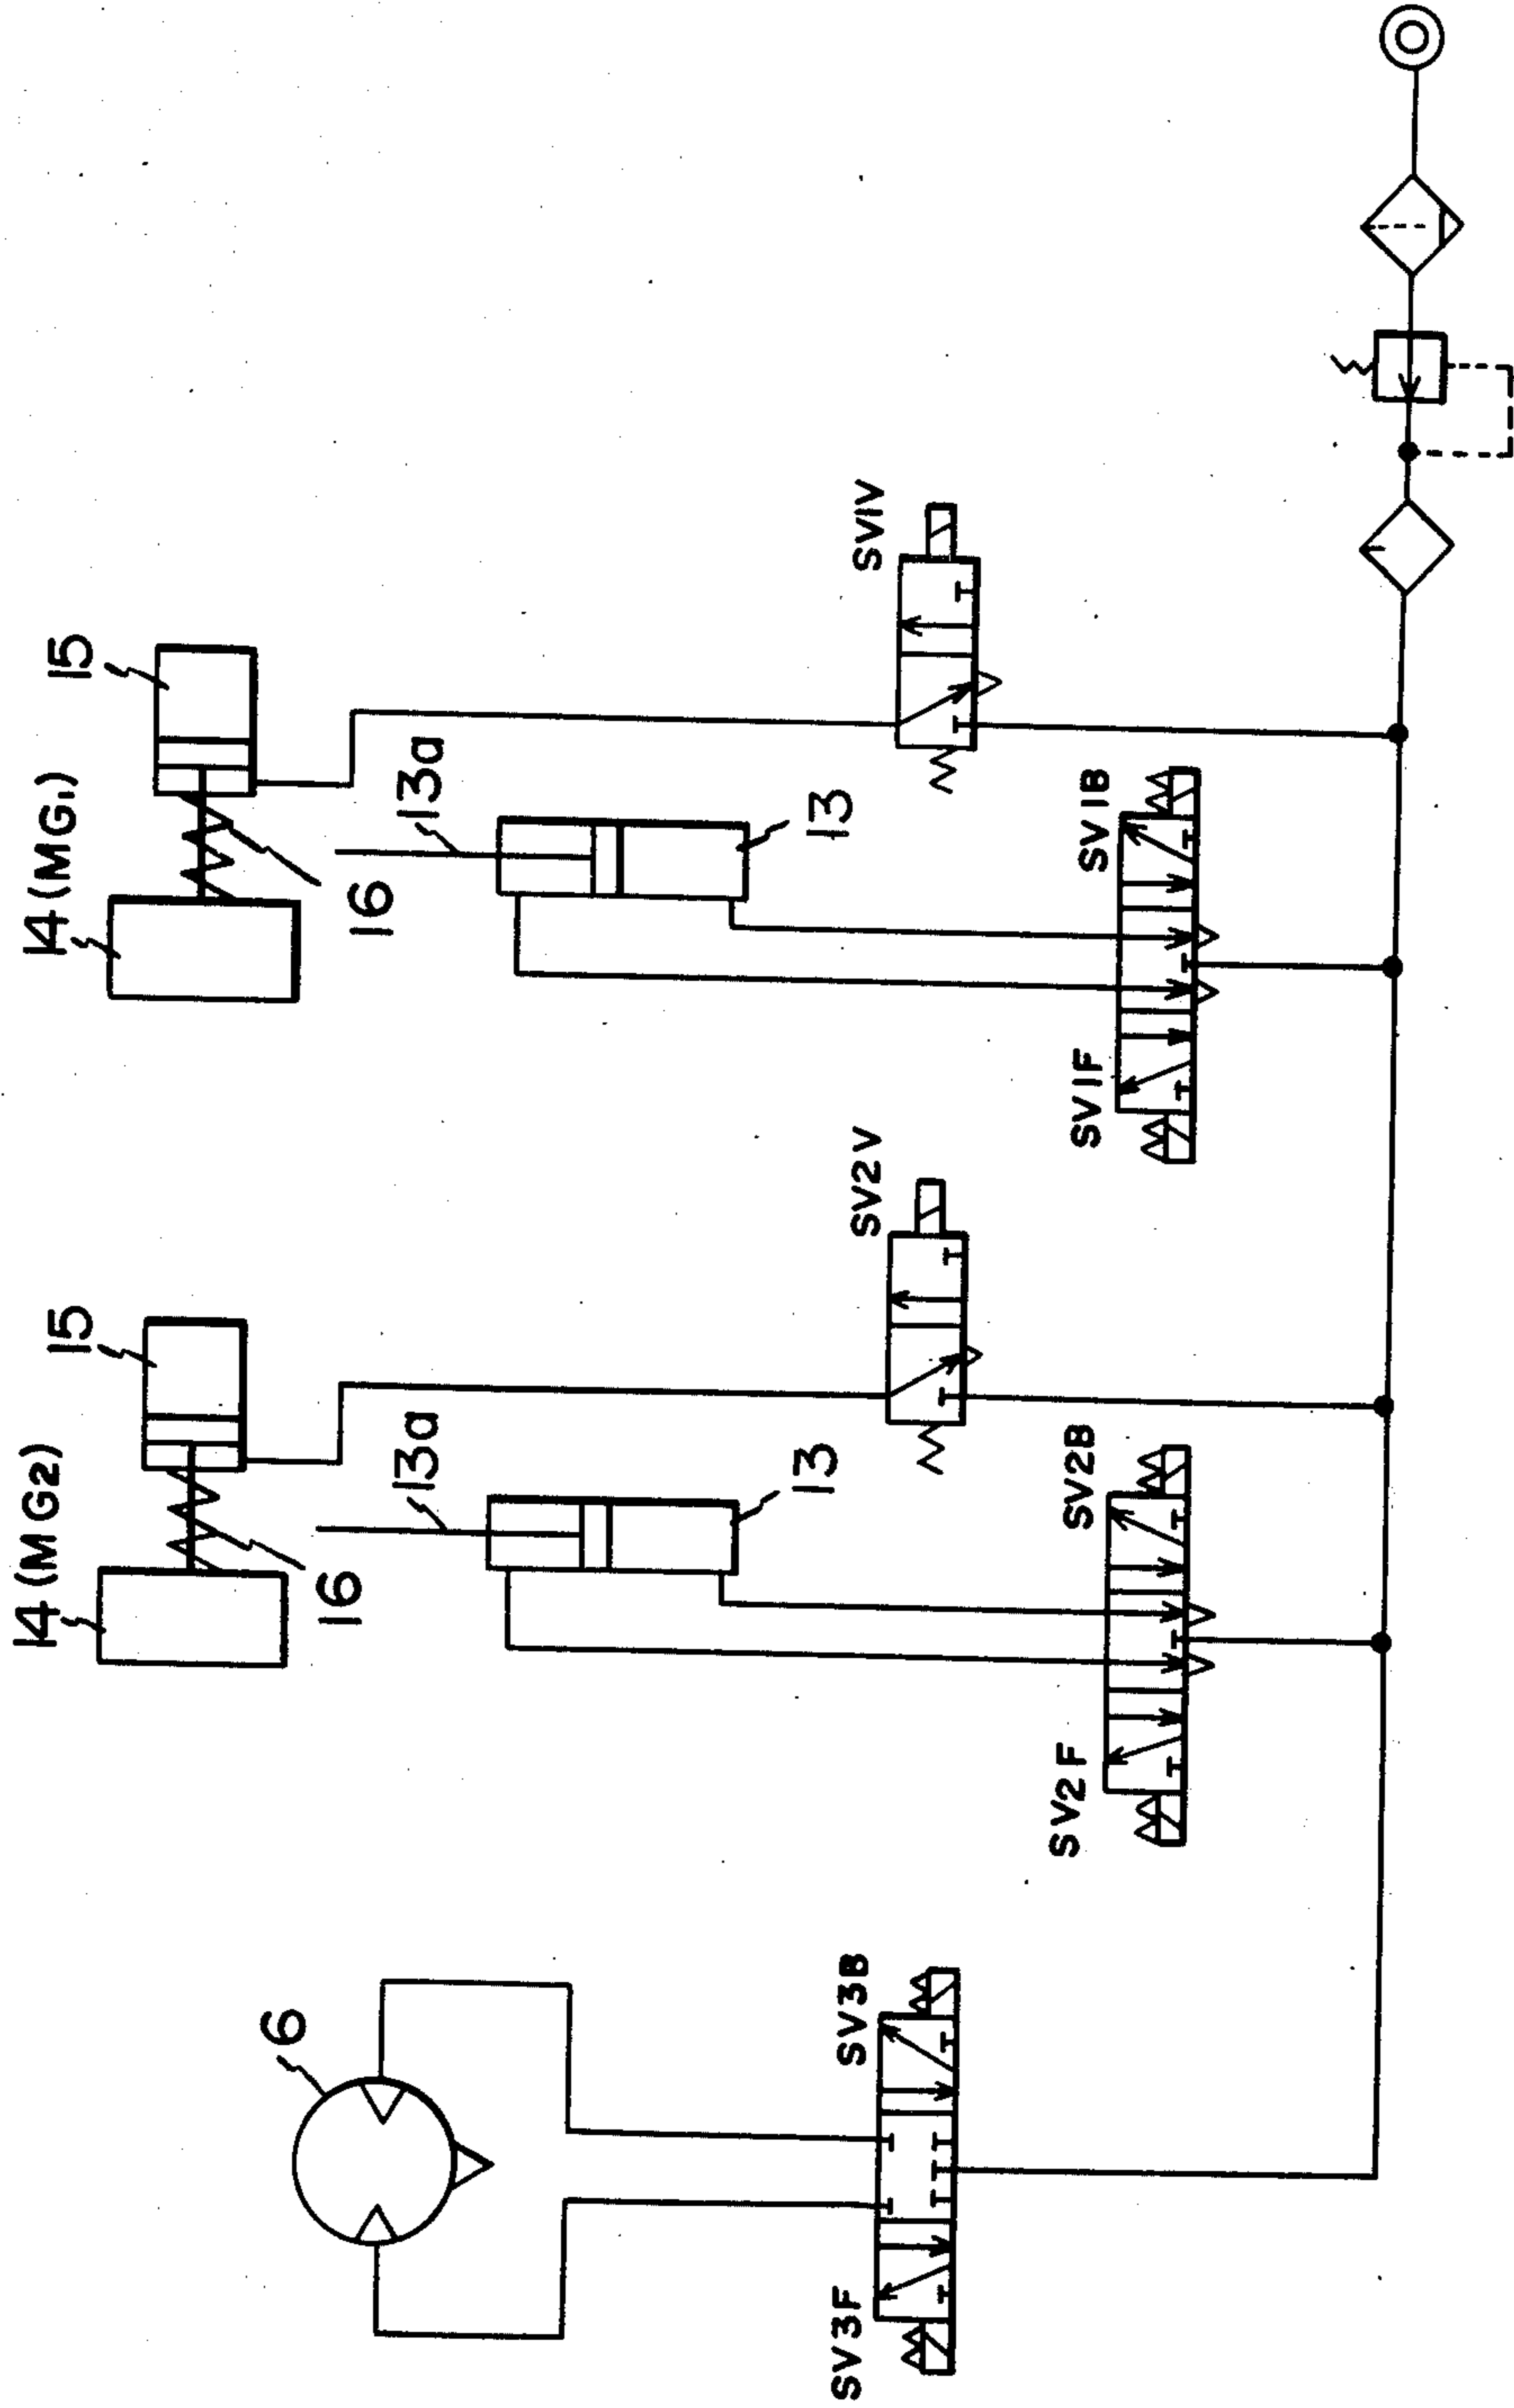 14 (MG2)
15
14 (MG1)
15
6
16
13a
16
13a
13
13
SV3F
SV3B
SV2V
SV1V
SV2F
SV2B
SV1F
SV1B